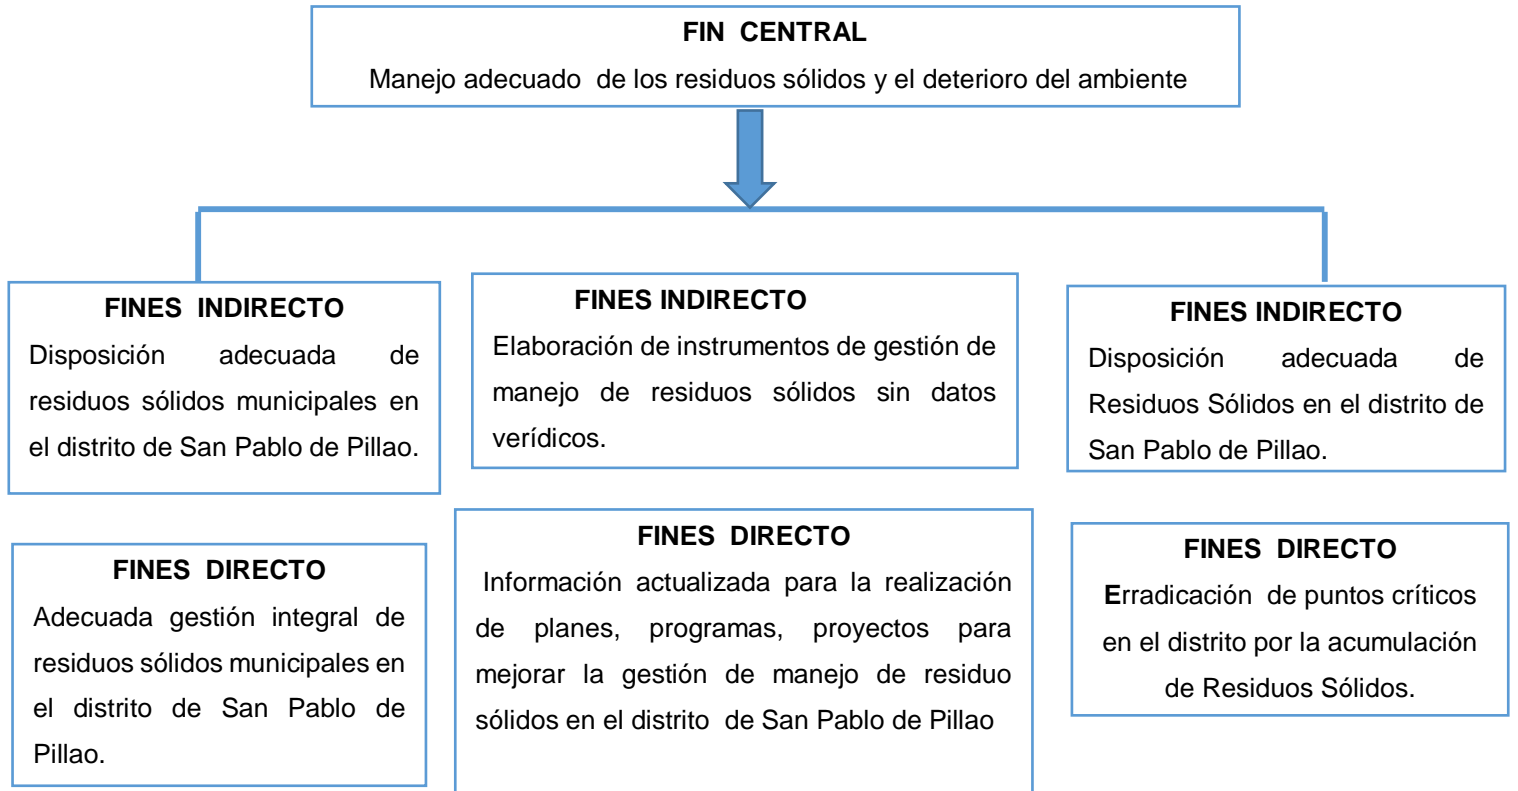 FIN CENTRAL
Manejo adecuado de los residuos sólidos y el deterioro del ambiente
FINES INDIRECTO
Disposición adecuada de
residuos sólidos municipales en
el distrito de San Pablo de Pillao.
FINES INDIRECTO
Elaboración de instrumentos de gestión de
manejo de residuos sólidos sin datos
verídicos.
FINES INDIRECTO
Disposición adecuada de
Residuos Sólidos en el distrito de
San Pablo de Pillao.
FINES DIRECTO
Adecuada gestión integral de
residuos sólidos municipales en
el distrito de San Pablo de
Pillao.
FINES DIRECTO
Información actualizada para la realización
de planes, programas, proyectos para
mejorar la gestión de manejo de residuo
sólidos en el distrito de San Pablo de Pillao
FINES DIRECTO
Erradicación de puntos críticos
en el distrito por la acumulación
de Residuos Sólidos.